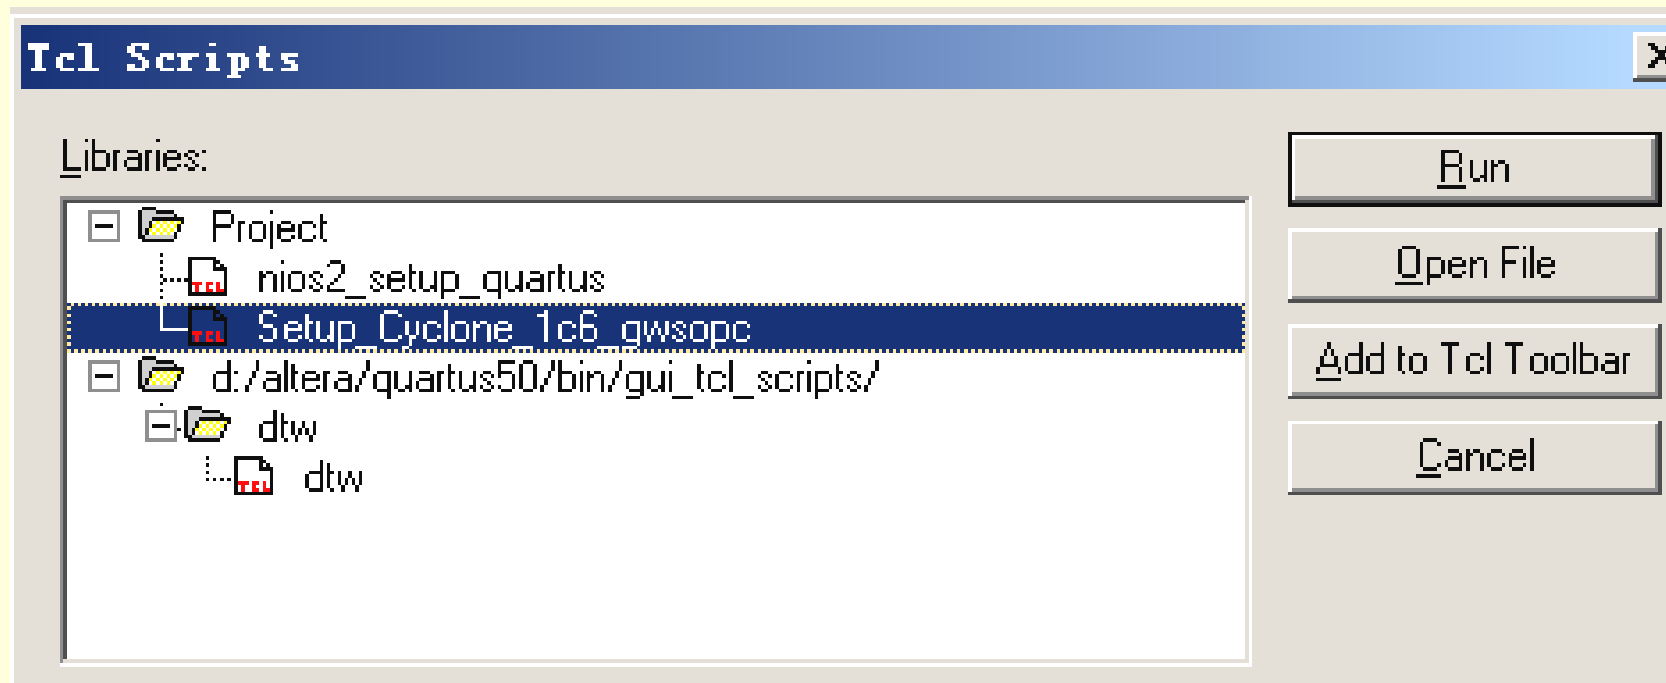 Tcl Scripts
Libraries:
Project
nios2_setup_quartus
Setup_Cyclone_1c6_gwsopc
d:/altera/quartus50/bin/gui_tcl_scripts/
dtw
dtw
Run
Open File
Add to Tcl Toolbar
Cancel